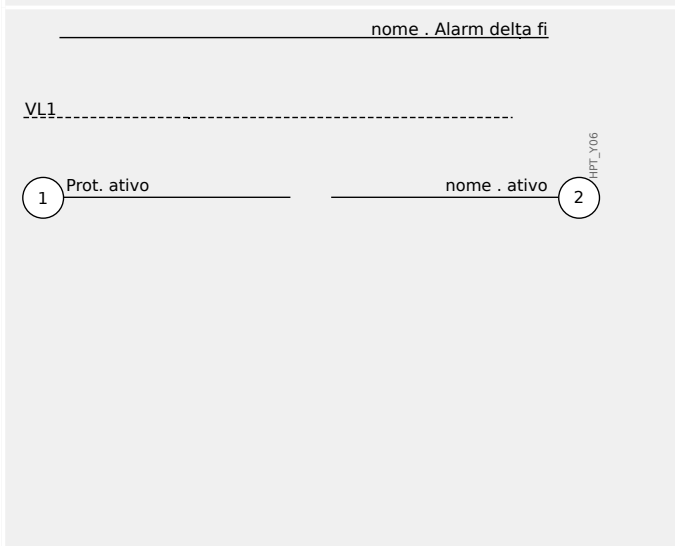 nome . Alarm delta fi
VL1
HPT_Y06
Prot. ativo
nome . ativo
1
2